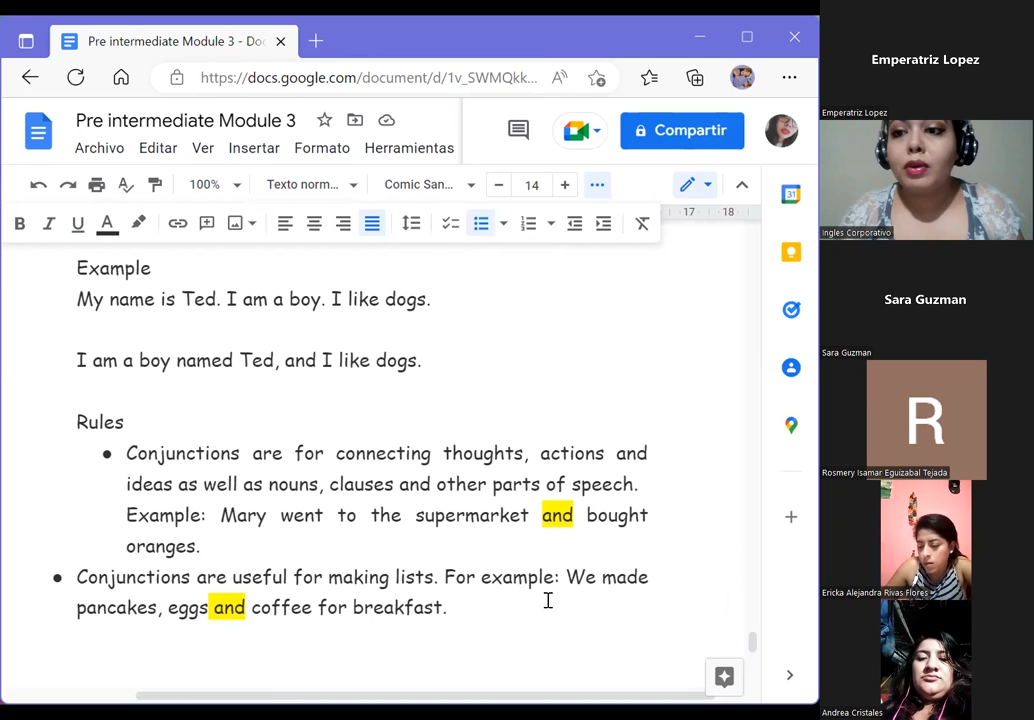 Pre intermediate Module 3 - Doc
https://docs.google.com/document/d/1v_SWMQkk...
Pre intermediate Module 3
Archivo Editar Ver Insertar Formato Herramientas
Compartir
100% Texto norm... Comic San... 14
17 18
Example
My name is Ted. I am a boy. I like dogs.
I am a boy named Ted, and I like dogs.
Rules
Conjunctions are for connecting thoughts, actions and
ideas as well as nouns, clauses and other parts of speech.
Example: Mary went to the supermarket and bought
oranges.
Conjunctions are useful for making lists. For example: We made
pancakes, eggs and coffee for breakfast.
Emperatriz Lopez
Emperatriz Lopez
Ingles Corporativo
Sara Guzman
Sara Guzman
R
Rosmery Isamar Eguizabal Tejada
Ericka Alejandra Rivas Flores
Andrea Cristales